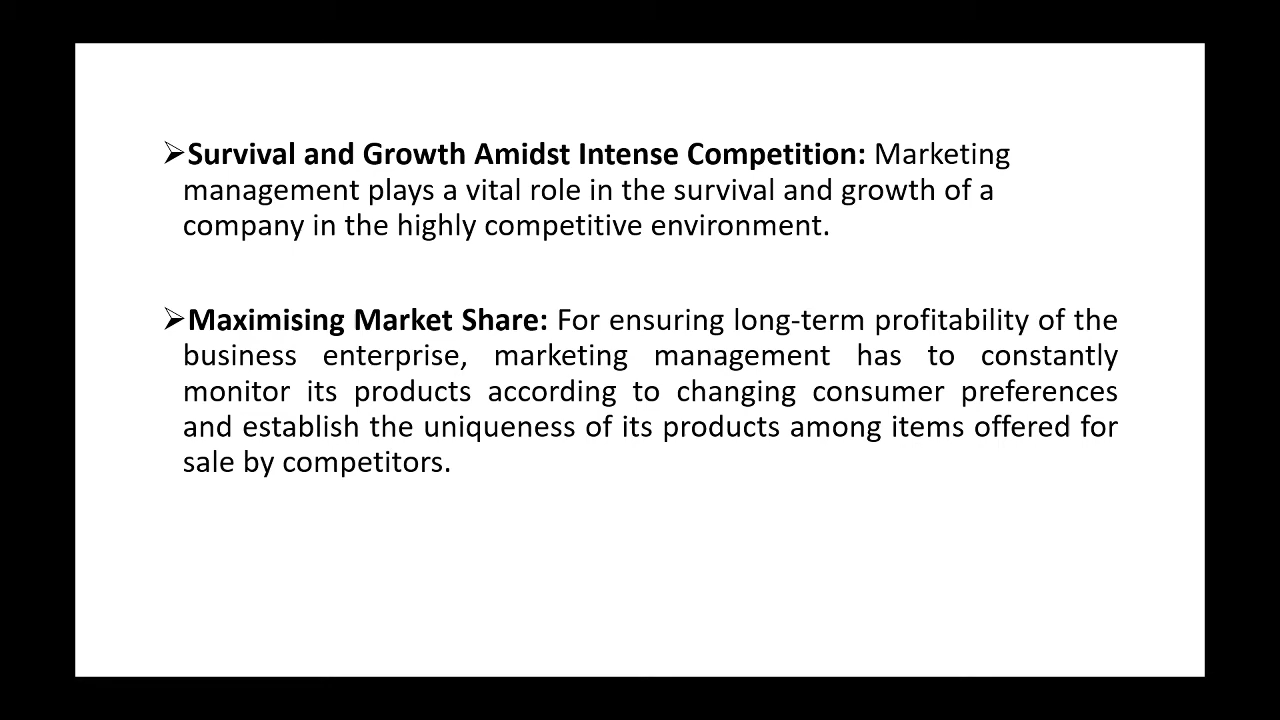 ➢Survival and Growth Amidst Intense Competition: Marketing
management plays a vital role in the survival and growth of a
company in the highly competitive environment.
➢Maximising Market Share: For ensuring long-term profitability of the
business enterprise, marketing management has to constantly
monitor its products according to changing consumer preferences
and establish the uniqueness of its products among items offered for
sale by competitors.